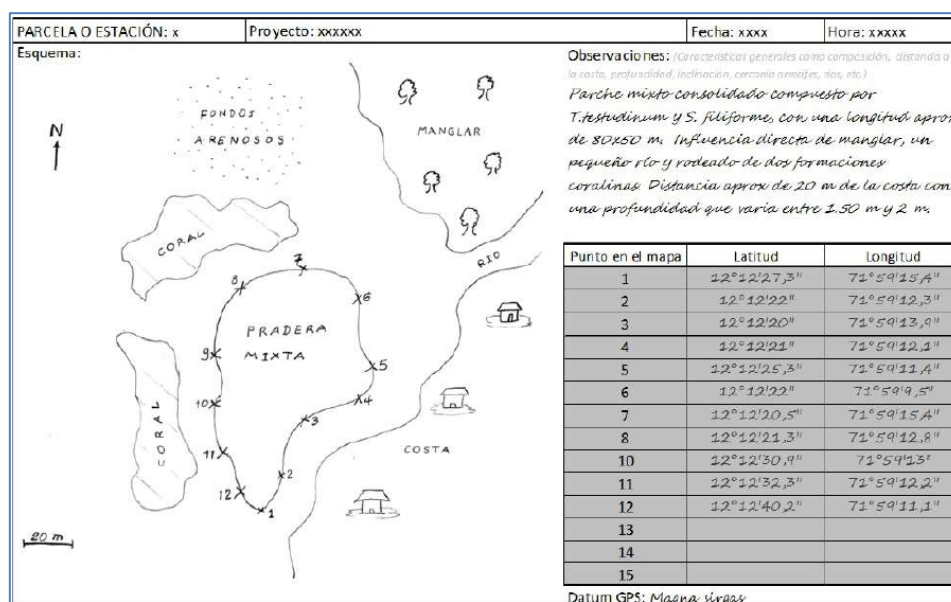 PARCELA O ESTACIÓN: x Proyecto: xxxxxx Fecha: xxxx Hora: xxxxx
Esquema:
N
FONDOS
ARENOSOS
MANGLAR
CORAL
RIO
7
8
6
PRADERA
MIXTA
9
5
10
4
3
CORAL
COSTA
11
2
12
1
20 m
Observaciones: (Características generales como composición, distancia a
la costa, profundidad, inclinación, cercanía arrecifes, ríos, etc.)
Parche mixto consolidado compuesto por
T.testudinum y S. filiforme, con una longitud aprox
de 80x50 m. Influencia directa de manglar, un
pequeño río y rodeado de dos formaciones
coralinas. Distancia aprox de 20 m de la costa con
una profundidad que varia entre 1.50 m y 2 m.
Punto en el mapa Latitud Longitud
1 12°12'27,3" 71°59'15,4"
2 12°12'22" 71°59'12,3"
3 12°12'20" 71°59'13,9"
4 12°12'21" 71°59'12,1"
5 12°12'25,3" 71°59'11,4"
6 12°12'22" 71°59'9,5"
7 12°12'20,5" 71°59'15,4"
8 12°12'21,3" 71°59'12,8"
10 12°12'30,9" 71°59'13"
11 12°12'32,3" 71°59'12,2"
12 12°12'40,2" 71°59'11,1"
13
14
15
Datum GPS: Magna sirgas